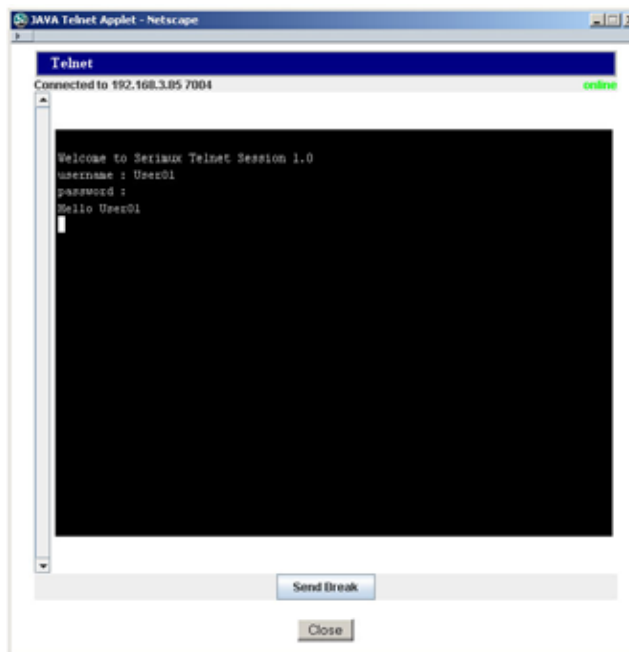 JAVA Telnet Applet - Netscape
Telnet
Connected to 192.168.3.85 7004
online
Welcome to Serimux Telnet Session 1.0
username : User01
password :
Hello User01
Send Break
Close